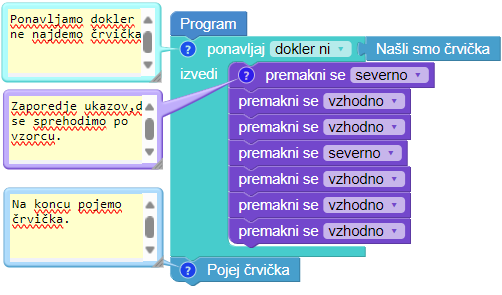 Ponavljamo dokler
ne najdemo črvička
Program
? ponavljaj dokler ni Našli smo črvička
izvedi ? premakni se severno
premakni se vzhodno
premakni se vzhodno
premakni se severno
premakni se vzhodno
premakni se vzhodno
premakni se vzhodno
Zaporedje ukazov,d
se sprehodimo po
vzorcu.
Na koncu pojemo
črvička.
? Pojej črvička